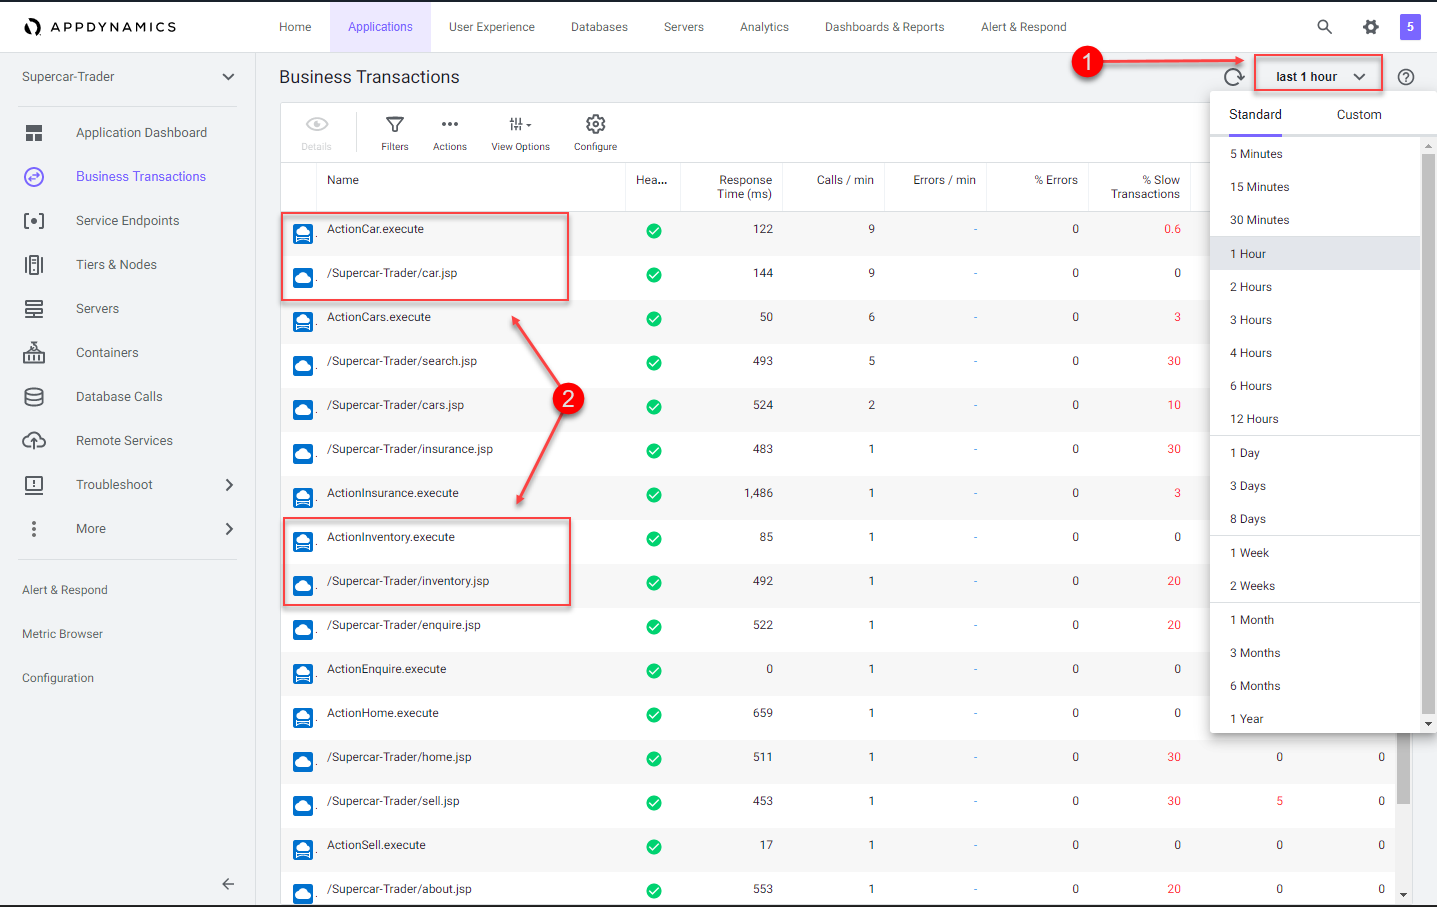 APPDYNAMICS
Home
Applications
User Experience
Databases
Servers
Analytics
Dashboards & Reports
Alert & Respond
5
Supercar-Trader
Business Transactions
1
last 1 hour
Application Dashboard
Business Transactions
Service Endpoints
Tiers & Nodes
Servers
Containers
Database Calls
Remote Services
Troubleshoot
More
Alert & Respond
Metric Browser
Configuration
Details
Filters
Actions
View Options
Configure
Name
Hea...
Response
Time (ms)
Calls / min
Errors / min
% Errors
% Slow
Transactions
ActionCar.execute 122 9 - 0 0.6
/Supercar-Trader/car.jsp 144 9 - 0 0
ActionCars.execute 50 6 - 0 3
/Supercar-Trader/search.jsp 493 5 - 0 30
2
/Supercar-Trader/cars.jsp 524 2 - 0 10
/Supercar-Trader/insurance.jsp 483 1 - 0 30
ActionInsurance.execute 1,486 1 - 0 3
ActionInventory.execute 85 1 - 0 0
/Supercar-Trader/inventory.jsp 492 1 - 0 20
/Supercar-Trader/enquire.jsp 522 1 - 0 20
ActionEnquire.execute 0 1 - 0 0
ActionHome.execute 659 1 - 0 0
/Supercar-Trader/home.jsp 511 1 - 0 30 0 0
/Supercar-Trader/sell.jsp 453 1 - 0 30 5 0
ActionSell.execute 17 1 - 0 0 0 0
/Supercar-Trader/about.jsp 553 1 - 0 20 0 0
Standard
Custom
5 Minutes
15 Minutes
30 Minutes
1 Hour
2 Hours
3 Hours
4 Hours
6 Hours
12 Hours
1 Day
3 Days
8 Days
1 Week
2 Weeks
1 Month
3 Months
6 Months
1 Year